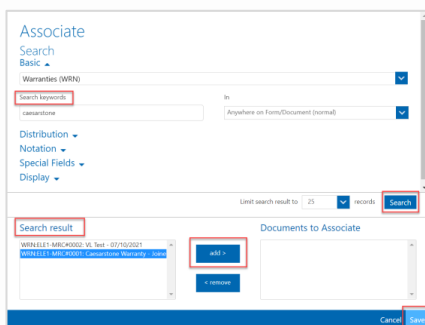 Associate
Search
Basic
Warranties (WRN)
Search keywords
In
caesarstone
Anywhere on Form/Document (normal)
Distribution
Notation
Special Fields
Display
Limit search result to 25 records Search
Search result
Documents to Associate
WRN:ELE1-MRC#0002: VL Test - 07/10/2021
WRN:ELE1-MRC#0001: Caesarstone Warranty - Joine
add >
< remove
Cancel Save